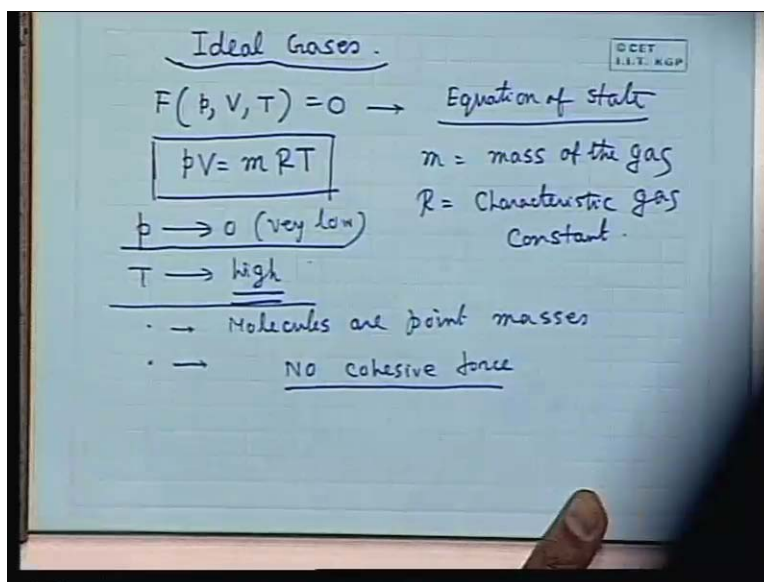 Ideal Gases.
© CET
I.I.T. KGP
F(p, V, T) = 0 → Equation of state
pV = mRT
m = mass of the gas
R = Characteristic gas
Constant.
p → 0 (very low)
T → high
· → Molecules are point masses
· → No cohesive force